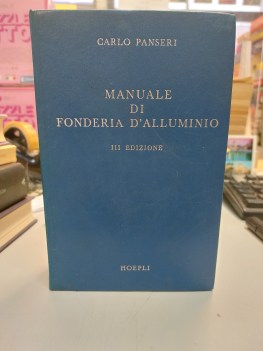 CARLO PANSERI
MANUALE
DI
FONDERIA D'ALLUMINIO
III EDIZIONE
HOEPLI